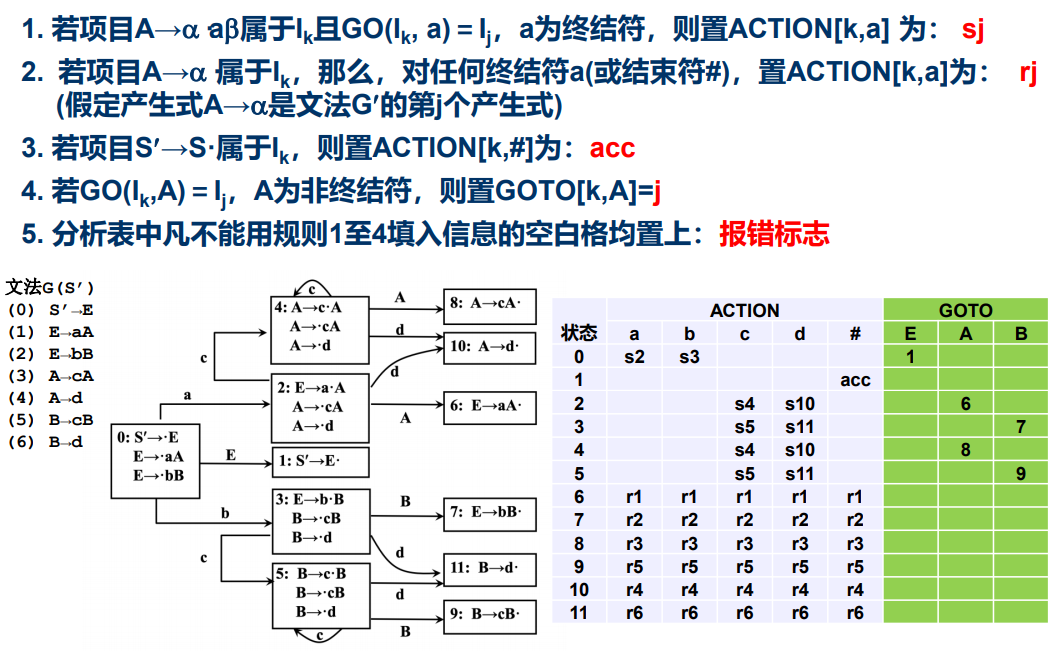 1. 若项目A→α·aβ属于Ik且GO(Ik, a) = Ij，a为终结符，则置ACTION[k,a] 为： sj
2. 若项目A→α·属于Ik，那么，对任何终结符a(或结束符#)，置ACTION[k,a]为： rj
(假定产生式A→α是文法G′的第j个产生式)
3. 若项目S′→S·属于Ik，则置ACTION[k,#]为：acc
4. 若GO(Ik,A) = Ij，A为非终结符，则置GOTO[k,A]=j
5. 分析表中凡不能用规则1至4填入信息的空白格均置上：报错标志
文法G(S′)
(0) S′→E
(1) E→aA
(2) E→bB
(3) A→cA
(4) A→d
(5) B→cB
(6) B→d
c
4: A→c·A
A→·cA
A→·d
A
8: A→cA·
d
10: A→d·
c
d
2: E→a·A
A→·cA
A→·d
a
A
6: E→aA·
0: S′→·E
E→·aA
E→·bB
E
1: S′→E·
b
3: E→b·B
B→·cB
B→·d
B
7: E→bB·
c
d
11: B→d·
5: B→c·B
B→·cB
B→·d
d
B
9: B→cB·
c
ACTION GOTO
状态 a b c d # E A B
0 s2 s3 1
1 acc
2 s4 s10 6
3 s5 s11 7
4 s4 s10 8
5 s5 s11 9
6 r1 r1 r1 r1 r1
7 r2 r2 r2 r2 r2
8 r3 r3 r3 r3 r3
9 r5 r5 r5 r5 r5
10 r4 r4 r4 r4 r4
11 r6 r6 r6 r6 r6